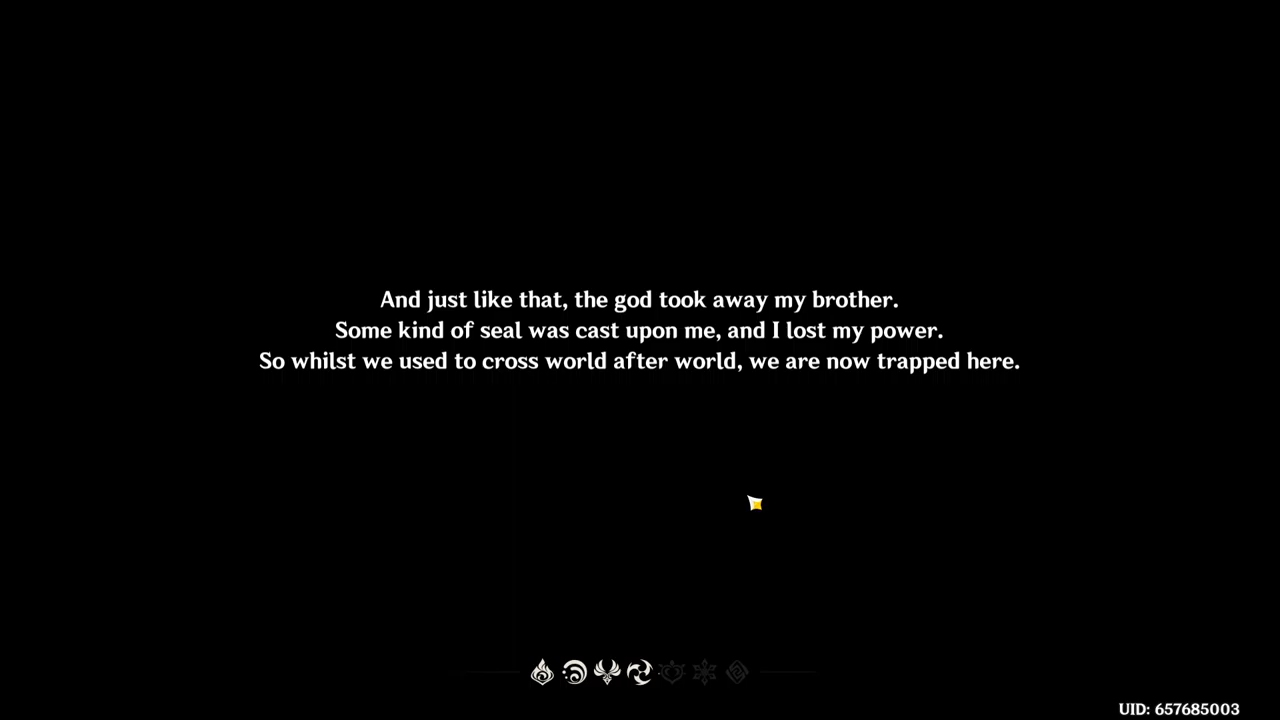 And just like that, the god took away my brother.
Some kind of seal was cast upon me, and I lost my power.
So whilst we used to cross world after world, we are now trapped here.
UID: 657685003